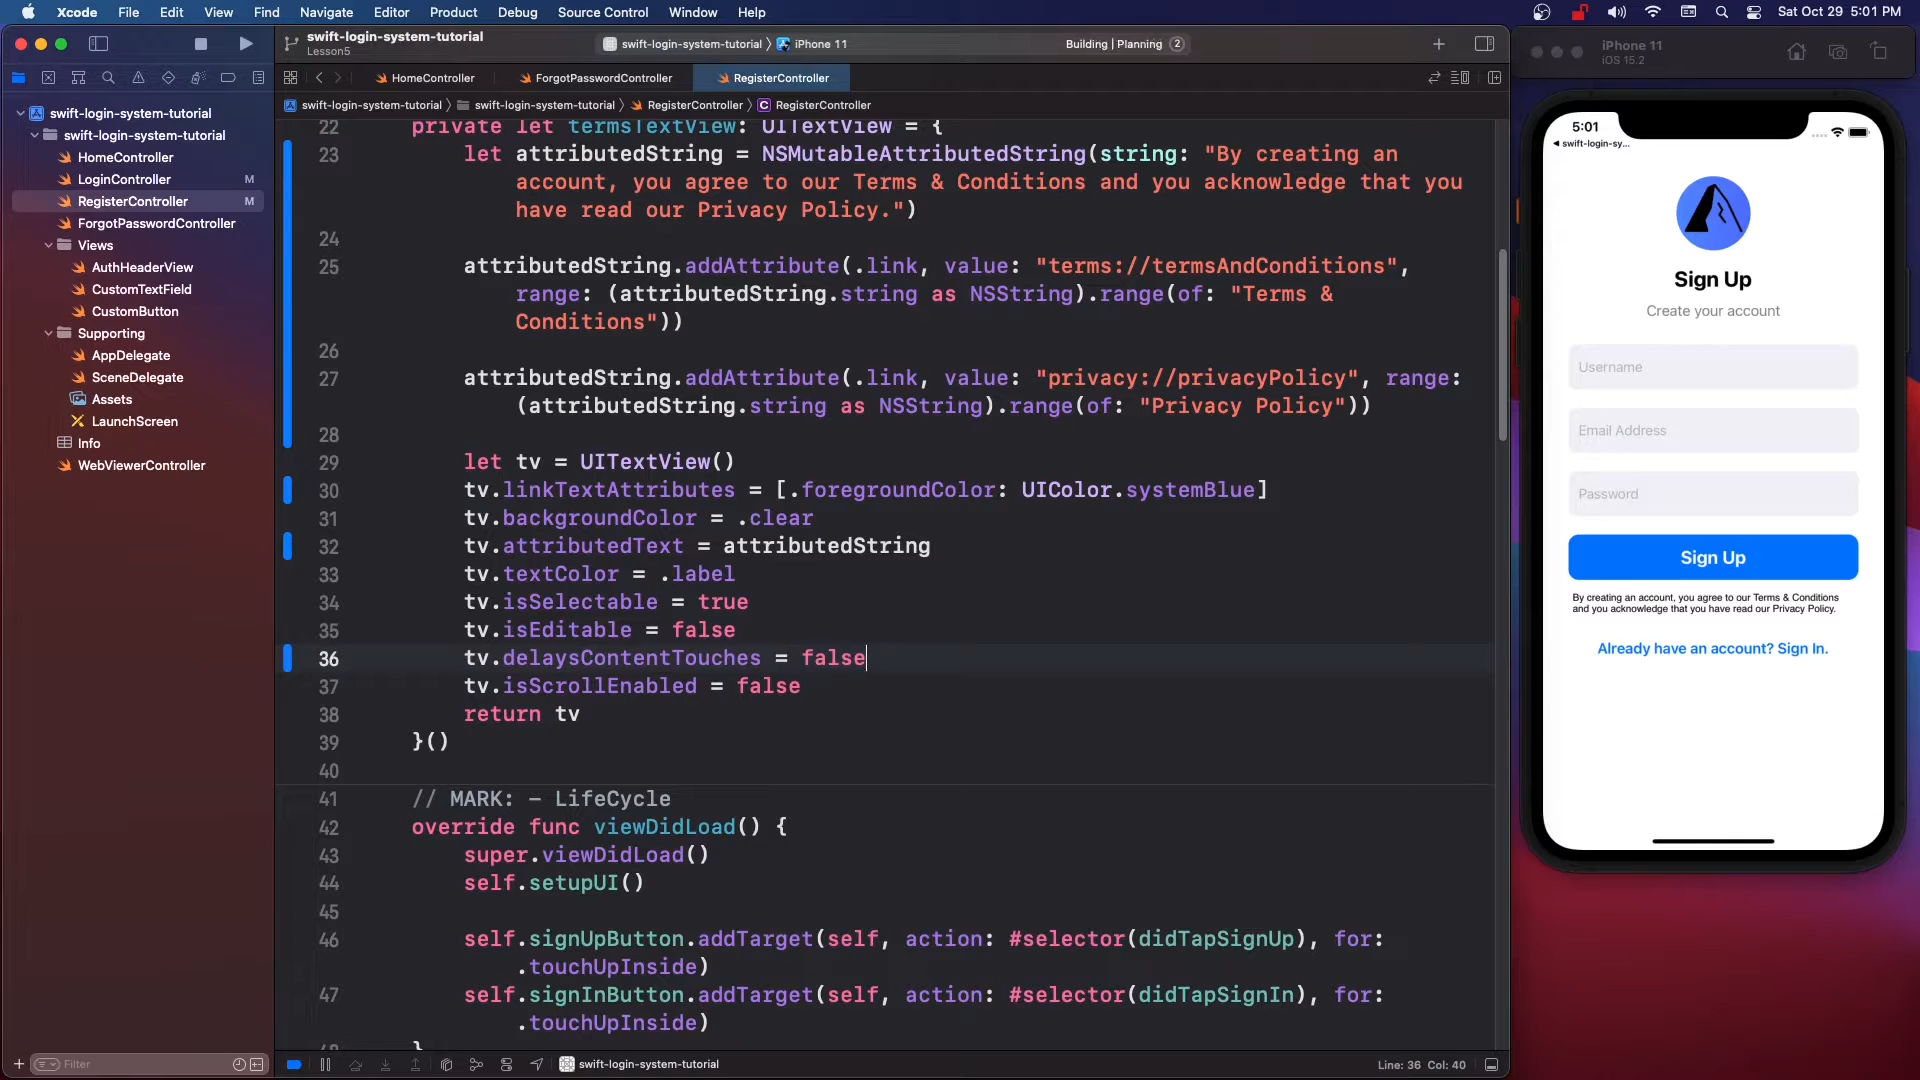 Xcode File Edit View Find Navigate Editor Product Debug Source Control Window Help
Sat Oct 29 5:01 PM
swift-login-system-tutorial
Lesson5
swift-login-system-tutorial 〉 iPhone 11
Building | Planning 2
HomeController
ForgotPasswordController
RegisterController
swift-login-system-tutorial 〉 swift-login-system-tutorial 〉 RegisterController 〉 C RegisterController
swift-login-system-tutorial
swift-login-system-tutorial
HomeController
LoginController M
RegisterController M
ForgotPasswordController
Views
AuthHeaderView
CustomTextField
CustomButton
Supporting
AppDelegate
SceneDelegate
Assets
LaunchScreen
Info
WebViewerController
Filter
22 private let termsTextView: UITextView = {
23 let attributedString = NSMutableAttributedString(string: "By creating an
account, you agree to our Terms & Conditions and you acknowledge that you
have read our Privacy Policy.")
24
25 attributedString.addAttribute(.link, value: "terms://termsAndConditions",
range: (attributedString.string as NSString).range(of: "Terms &
Conditions"))
26
27 attributedString.addAttribute(.link, value: "privacy://privacyPolicy", range:
(attributedString.string as NSString).range(of: "Privacy Policy"))
28
29 let tv = UITextView()
30 tv.linkTextAttributes = [.foregroundColor: UIColor.systemBlue]
31 tv.backgroundColor = .clear
32 tv.attributedText = attributedString
33 tv.textColor = .label
34 tv.isSelectable = true
35 tv.isEditable = false
36 tv.delaysContentTouches = false
37 tv.isScrollEnabled = false
38 return tv
39 }()
40
41 // MARK: - LifeCycle
42 override func viewDidLoad() {
43 super.viewDidLoad()
44 self.setupUI()
45
46 self.signUpButton.addTarget(self, action: #selector(didTapSignUp), for:
.touchUpInside)
47 self.signInButton.addTarget(self, action: #selector(didTapSignIn), for:
.touchUpInside)
48 }
swift-login-system-tutorial
Line: 36 Col: 40
iPhone 11
iOS 15.2
5:01
◀ swift-login-sy...
Sign Up
Create your account
Username
Email Address
Password
Sign Up
By creating an account, you agree to our Terms & Conditions
and you acknowledge that you have read our Privacy Policy.
Already have an account? Sign In.